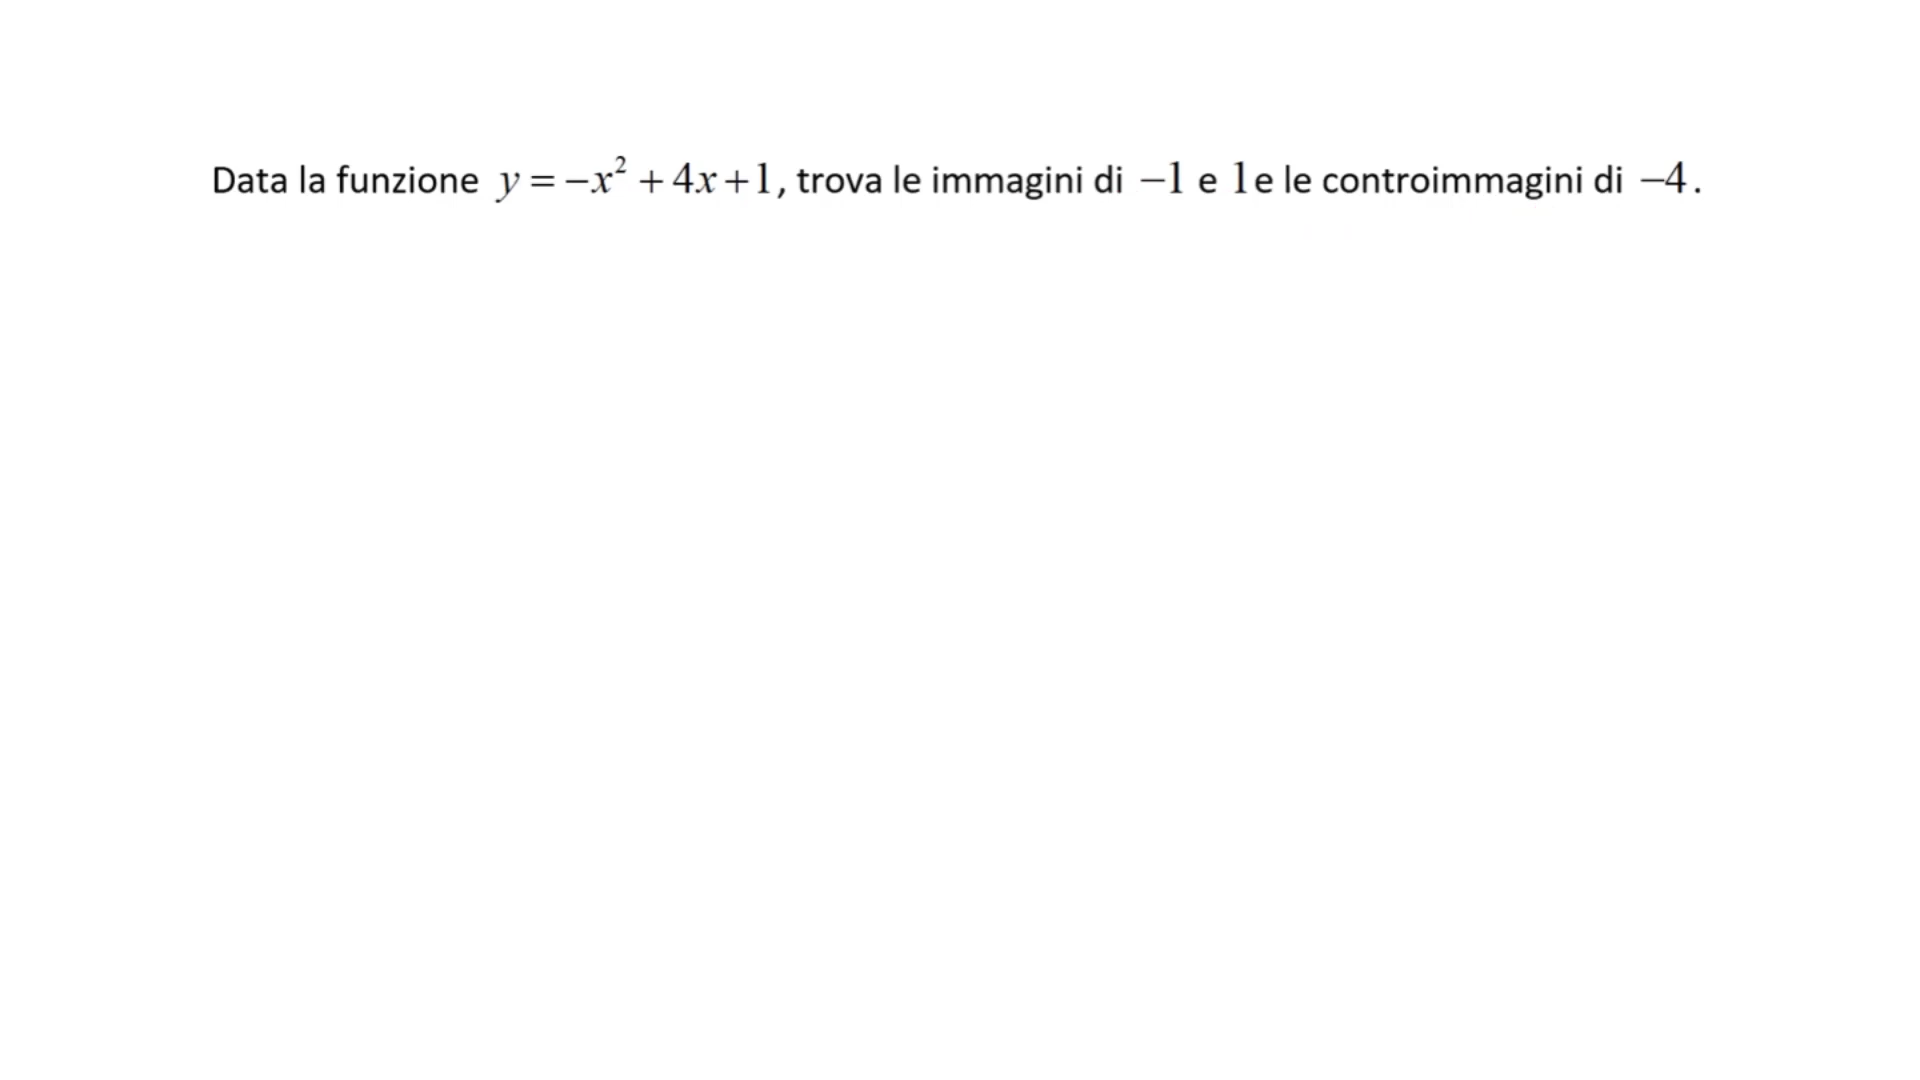 Data la funzione y = −x² + 4x + 1, trova le immagini di −1 e 1 e le controimmagini di −4.